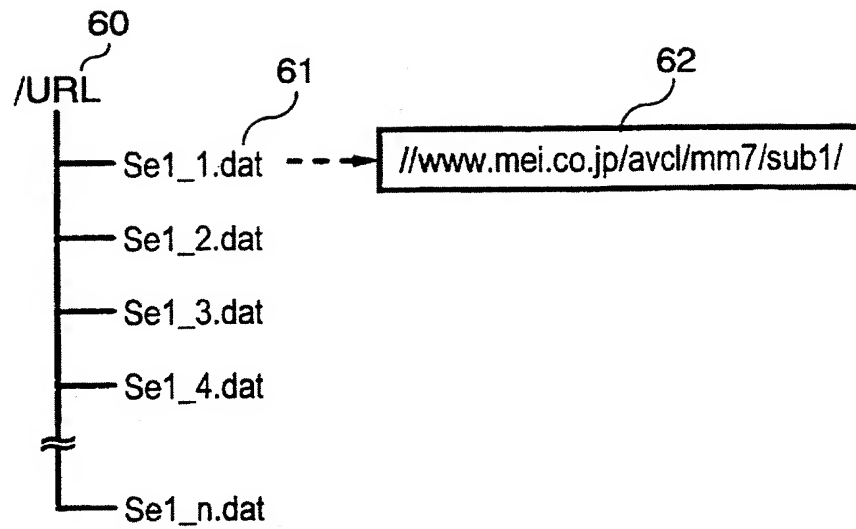 60
/URL
61
62
Se1_1.dat
//www.mei.co.jp/avcl/mm7/sub1/
Se1_2.dat
Se1_3.dat
Se1_4.dat
Se1_n.dat